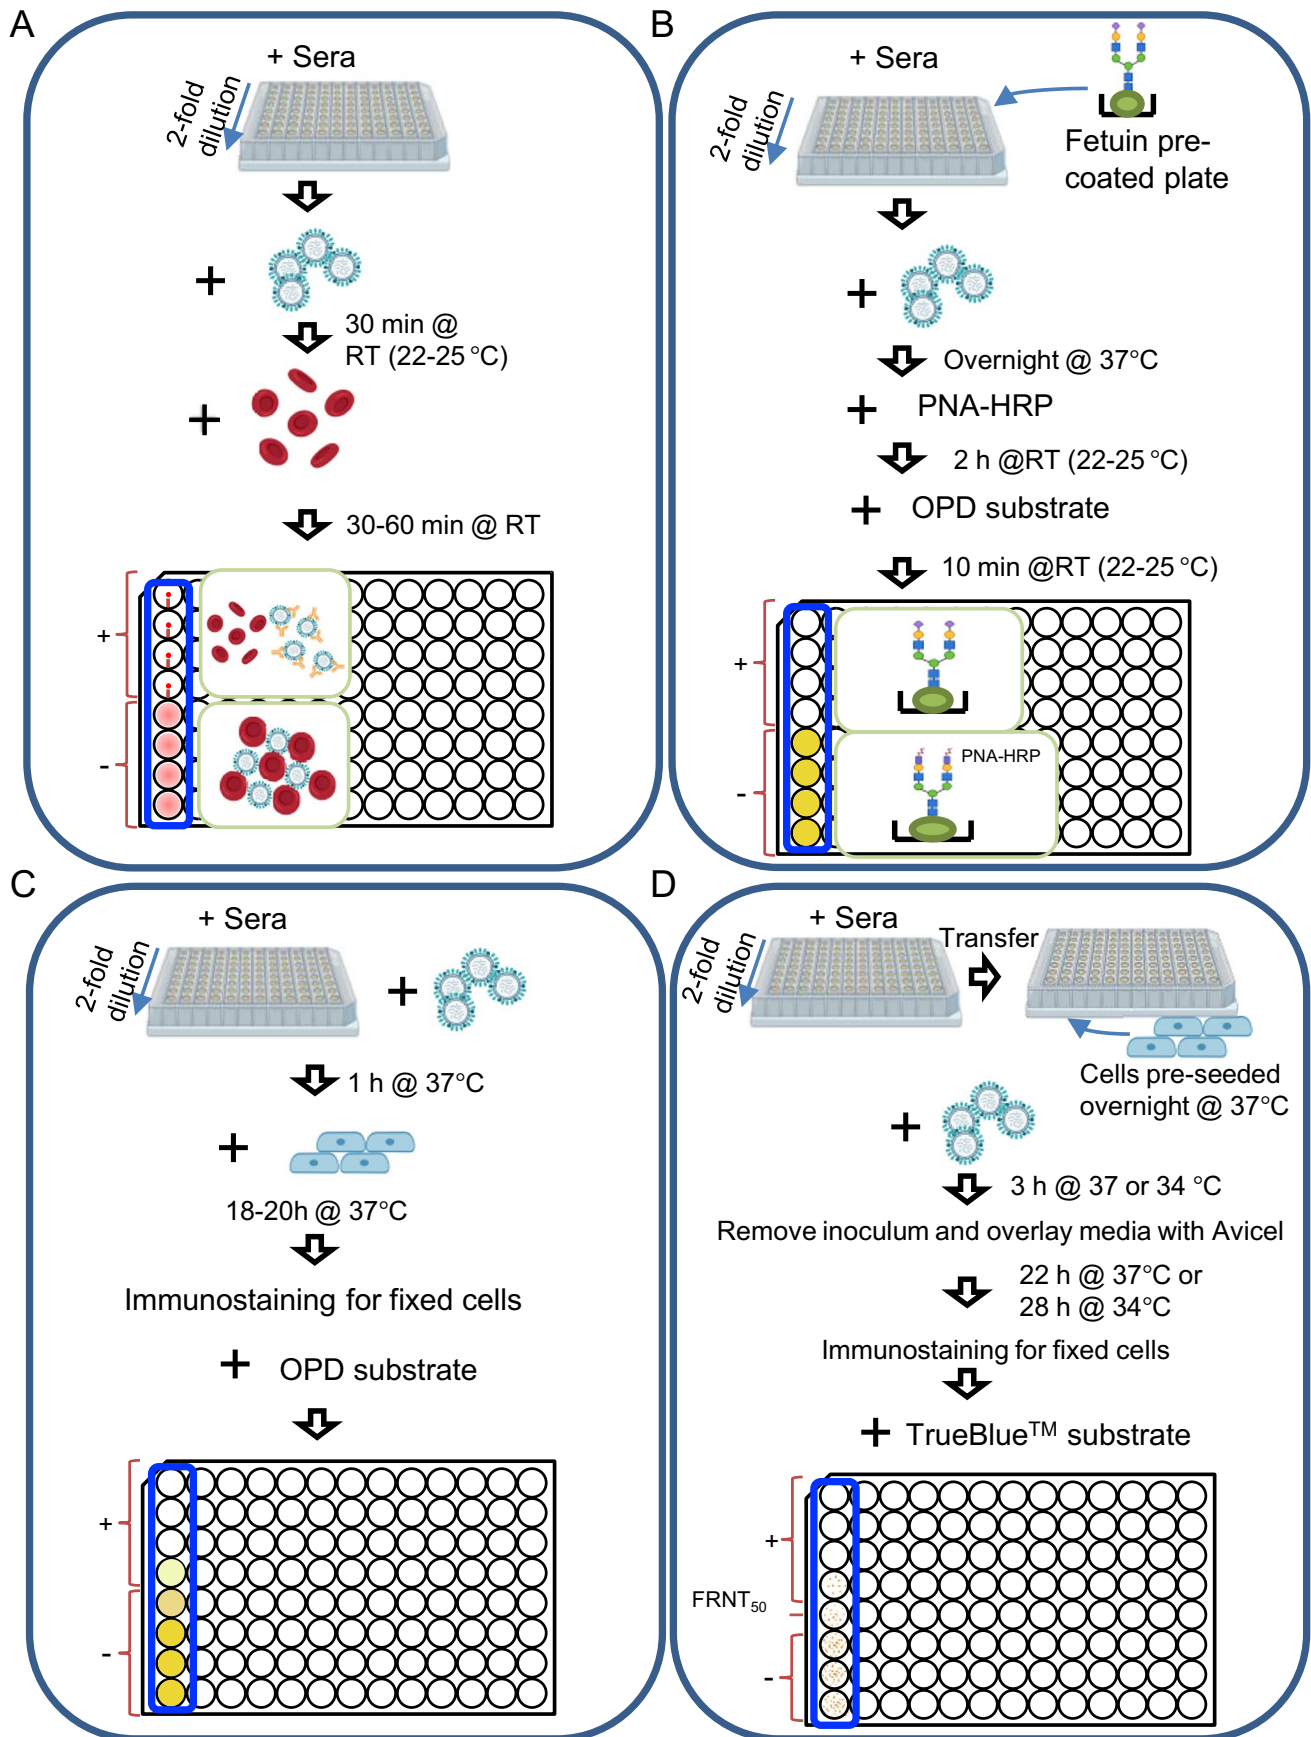 A
+ Sera
2-fold
dilution
+
30 min @
RT (22-25 °C)
+
30-60 min @ RT
+
-
B
+ Sera
2-fold
dilution
Fetuin pre-
coated plate
+
Overnight @ 37°C
+ PNA-HRP
2 h @RT (22-25 °C)
+ OPD substrate
10 min @RT (22-25 °C)
+
PNA-HRP
-
C
+ Sera
2-fold
dilution
+
1 h @ 37°C
+
18-20h @ 37°C
Immunostaining for fixed cells
+ OPD substrate
+
-
D
+ Sera
2-fold
dilution
Transfer
Cells pre-seeded
overnight @ 37°C
+
3 h @ 37 or 34 °C
Remove inoculum and overlay media with Avicel
22 h @ 37°C or
28 h @ 34°C
Immunostaining for fixed cells
+ TrueBlue™ substrate
+
FRNT₅₀
-